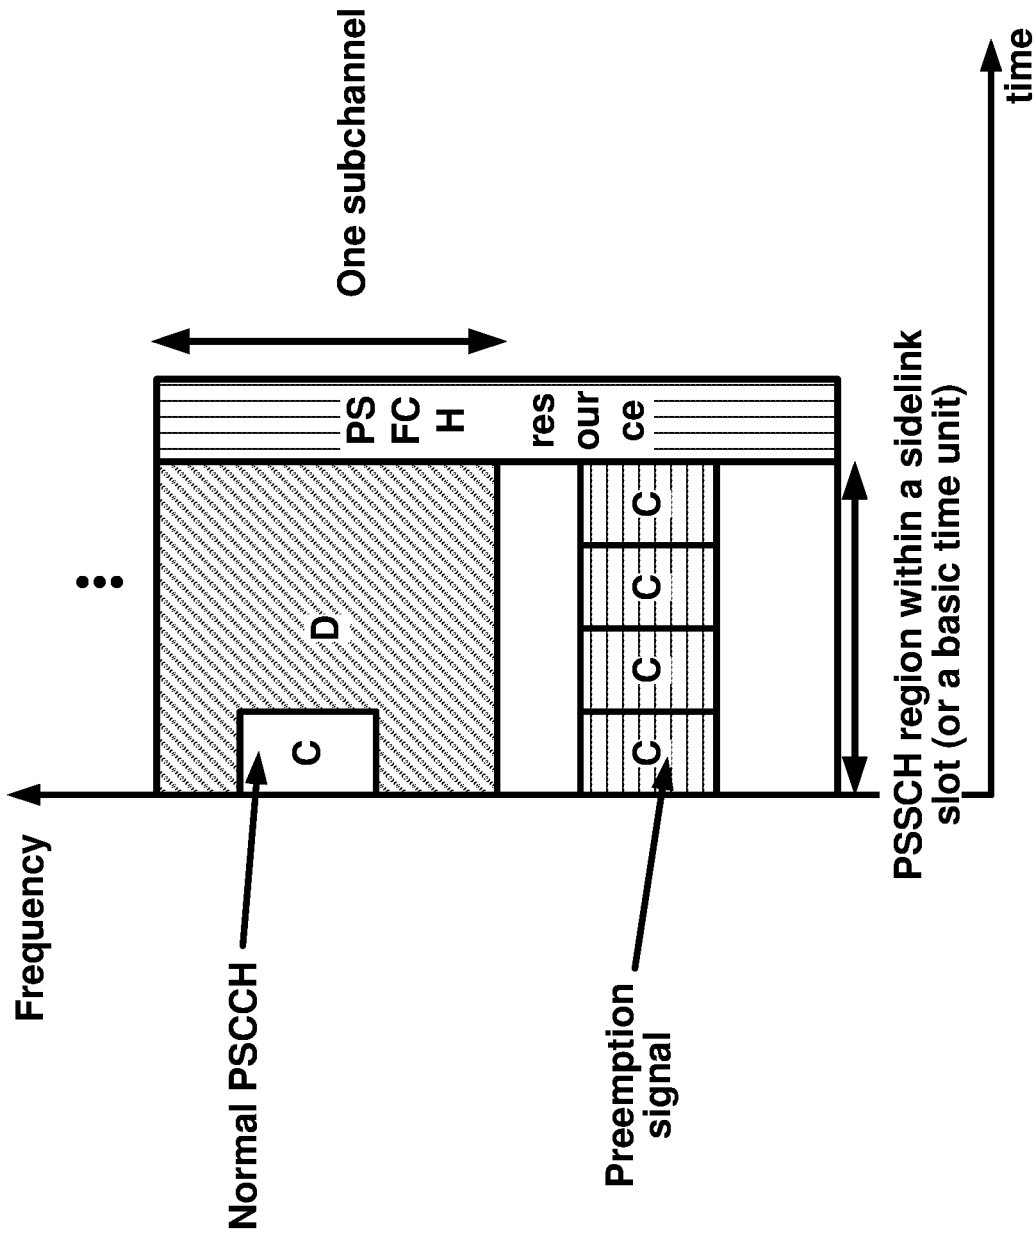 Frequency
Normal PSCCH
Preemption
signal
C
D
C
C
C
C
PS
FC
H
res
our
ce
One subchannel
PSSCH region within a sidelink
slot (or a basic time unit)
time